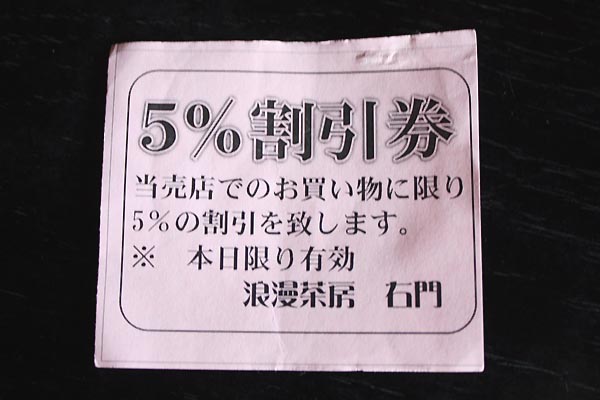 5%割引券
当売店でのお買い物に限り
5%の割引を致します。
※ 本日限り有効
浪漫茶房 右門